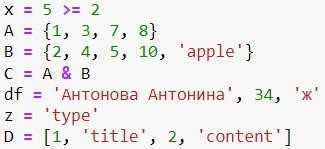 x = 5 >= 2
A = {1, 3, 7, 8}
B = {2, 4, 5, 10, 'apple'}
C = A & B
df = 'Антонова Антонина', 34, 'ж'
z = 'type'
D = [1, 'title', 2, 'content']